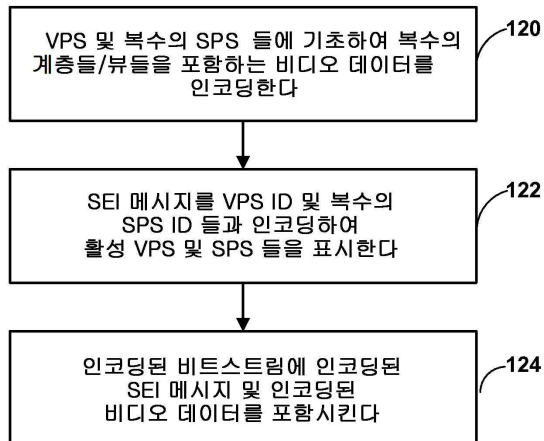 VPS 및 복수의 SPS 들에 기초하여 복수의
계층들/뷰들을 포함하는 비디오 데이터를
인코딩한다
120
SEI 메시지를 VPS ID 및 복수의
SPS ID 들과 인코딩하여
활성 VPS 및 SPS 들을 표시한다
122
인코딩된 비트스트림에 인코딩된
SEI 메시지 및 인코딩된
비디오 데이터를 포함시킨다
124